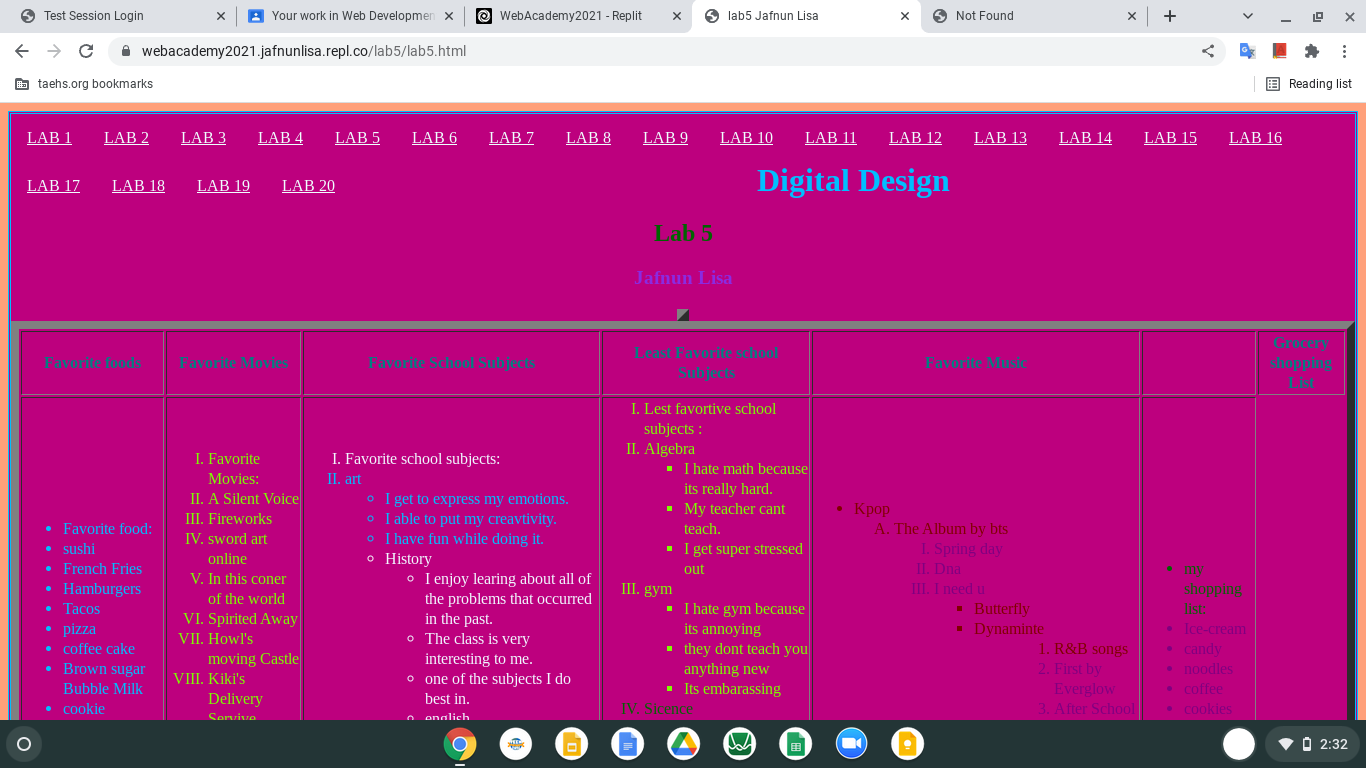 Test Session Login
Your work in Web Developmen
WebAcademy2021 - Replit
lab5 Jafnun Lisa
Not Found
webacademy2021.jafnunlisa.repl.co/lab5/lab5.html
taehs.org bookmarks
Reading list
LAB 1 LAB 2 LAB 3 LAB 4 LAB 5 LAB 6 LAB 7 LAB 8 LAB 9 LAB 10 LAB 11 LAB 12 LAB 13 LAB 14 LAB 15 LAB 16
LAB 17 LAB 18 LAB 19 LAB 20
Digital Design
Lab 5
Jafnun Lisa
Favorite foods
Favorite Movies
Favorite School Subjects
Least Favorite school
Subjects
Favorite Music
Grocery
shopping
List
Favorite food:
sushi
French Fries
Hamburgers
Tacos
pizza
coffee cake
Brown sugar
Bubble Milk
cookie
I. Favorite
Movies:
II. A Silent Voice
III. Fireworks
IV. sword art
online
V. In this coner
of the world
VI. Spirited Away
VII. Howl's
moving Castle
VIII. Kiki's
Delivery
Servive
I. Favorite school subjects:
II. art
I get to express my emotions.
I able to put my creavtivity.
I have fun while doing it.
History
I enjoy learing about all of
the problems that occurred
in the past.
The class is very
interesting to me.
one of the subjects I do
best in.
english
I. Lest favortive school
subjects :
II. Algebra
I hate math because
its really hard.
My teacher cant
teach.
I get super stressed
out
III. gym
I hate gym because
its annoying
they dont teach you
anything new
Its embarassing
IV. Sicence
Kpop
A. The Album by bts
I. Spring day
II. Dna
III. I need u
Butterfly
Dynaminte
1. R&B songs
2. First by
Everglow
3. After School
my
shopping
list:
Ice-cream
candy
noodles
coffee
cookies
2:32